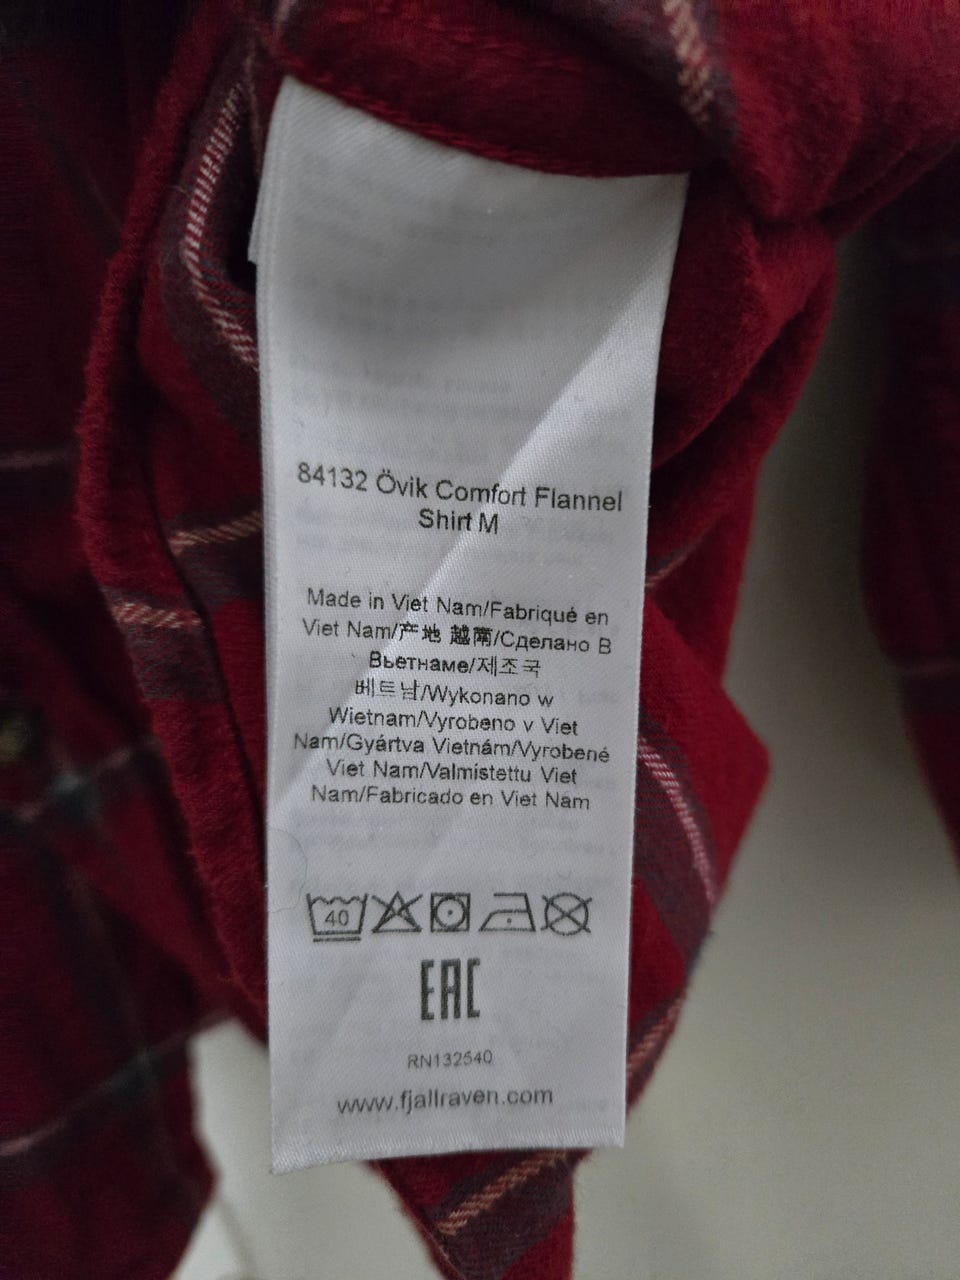 84132 Övik Comfort Flannel
Shirt M
Made in Viet Nam/Fabriqué en
Viet Nam/产地 越南/Сделано В
Вьетнаме/제조국
베트남/Wykonano w
Wietnam/Vyrobeno v Viet
Nam/Gyártva Vietnám/Vyrobené
Viet Nam/Valmistettu Viet
Nam/Fabricado en Viet Nam
40
EAC
RN132540
www.fjallraven.com